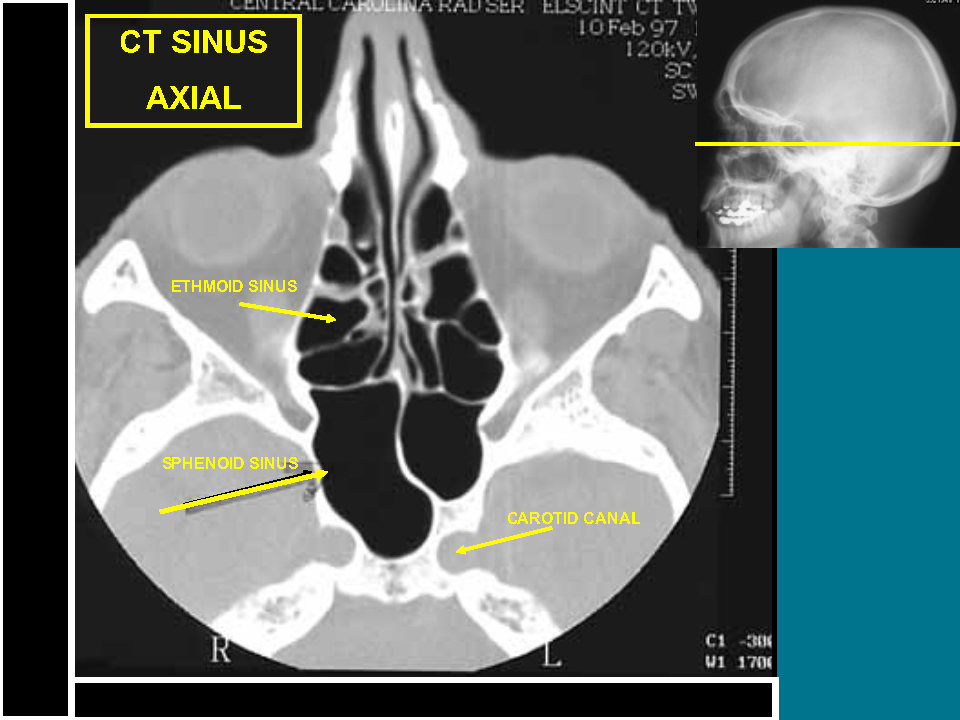 CENTRAL CAROLINA RAD SER ELSCINT CT TW
10 Feb 97
120kV,
SC
SW
CT SINUS
AXIAL
ETHMOID SINUS
SPHENOID SINUS
CAROTID CANAL
R
L
C1 -300
W1 1700